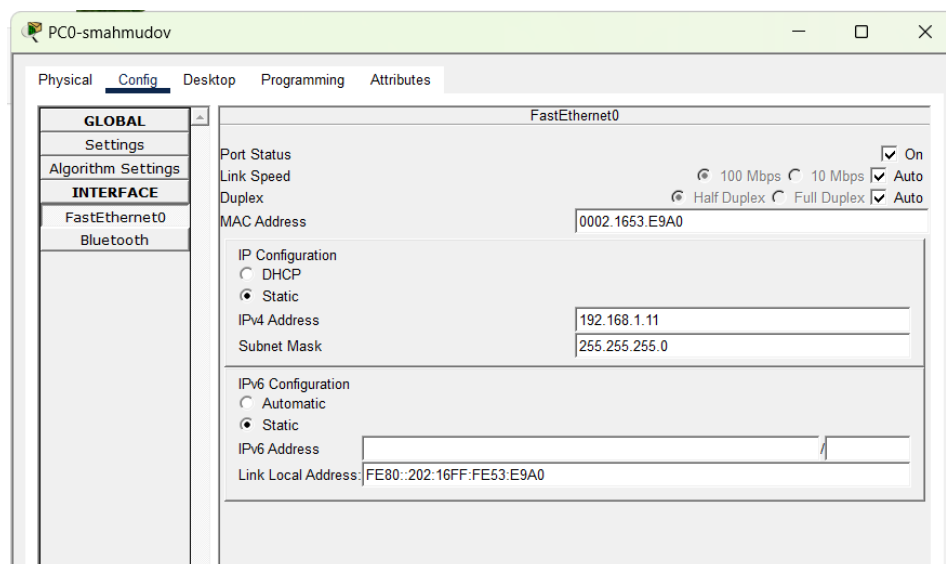 PC0-smahmudov
Physical Config Desktop Programming Attributes
GLOBAL
Settings
Algorithm Settings
INTERFACE
FastEthernet0
Bluetooth
FastEthernet0
Port Status On
Link Speed 100 Mbps 10 Mbps Auto
Duplex Half Duplex Full Duplex Auto
MAC Address 0002.1653.E9A0
IP Configuration
DHCP
Static
IPv4 Address 192.168.1.11
Subnet Mask 255.255.255.0
IPv6 Configuration
Automatic
Static
IPv6 Address /
Link Local Address: FE80::202:16FF:FE53:E9A0